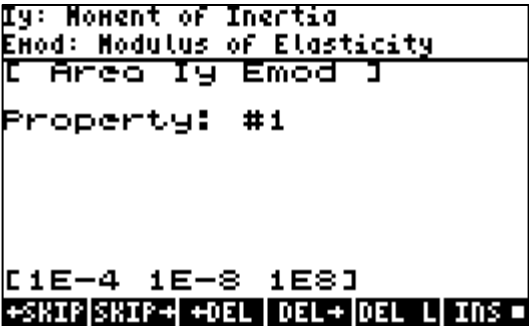 Iy: Moment of Inertia
Emod: Modulus of Elasticity
[ Area Iy Emod ]
Property: #1
[1E-4 1E-8 1E8]
←SKIP SKIP→ ←DEL DEL→ DEL L INS ■